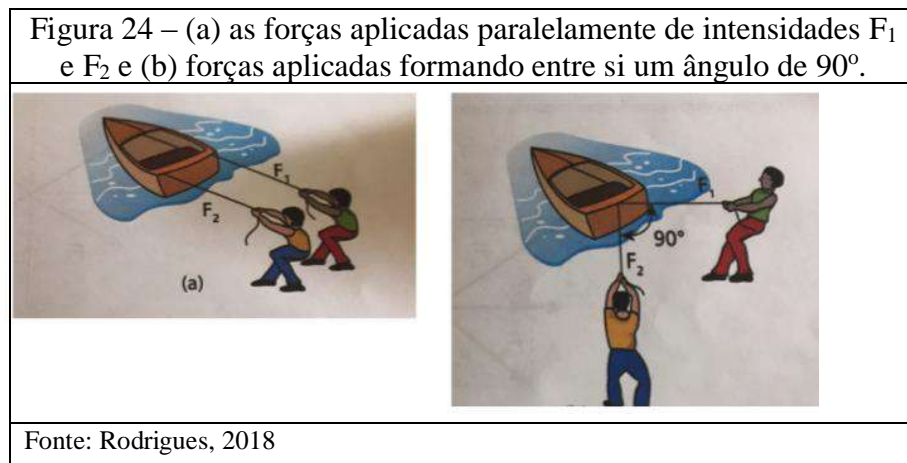 Figura 24 – (a) as forças aplicadas paralelamente de intensidades F₁
e F₂ e (b) forças aplicadas formando entre si um ângulo de 90º.
F₁
F₂
(a)
F₁
90°
F₂
Fonte: Rodrigues, 2018